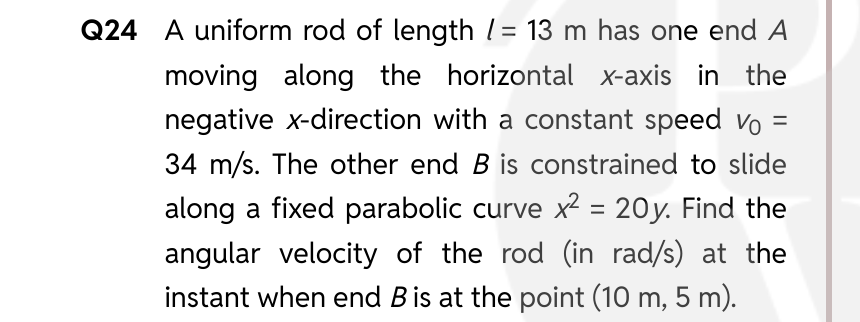 Q24 A uniform rod of length l = 13 m has one end A
moving along the horizontal x-axis in the
negative x-direction with a constant speed v₀ =
34 m/s. The other end B is constrained to slide
along a fixed parabolic curve x² = 20y. Find the
angular velocity of the rod (in rad/s) at the
instant when end B is at the point (10 m, 5 m).